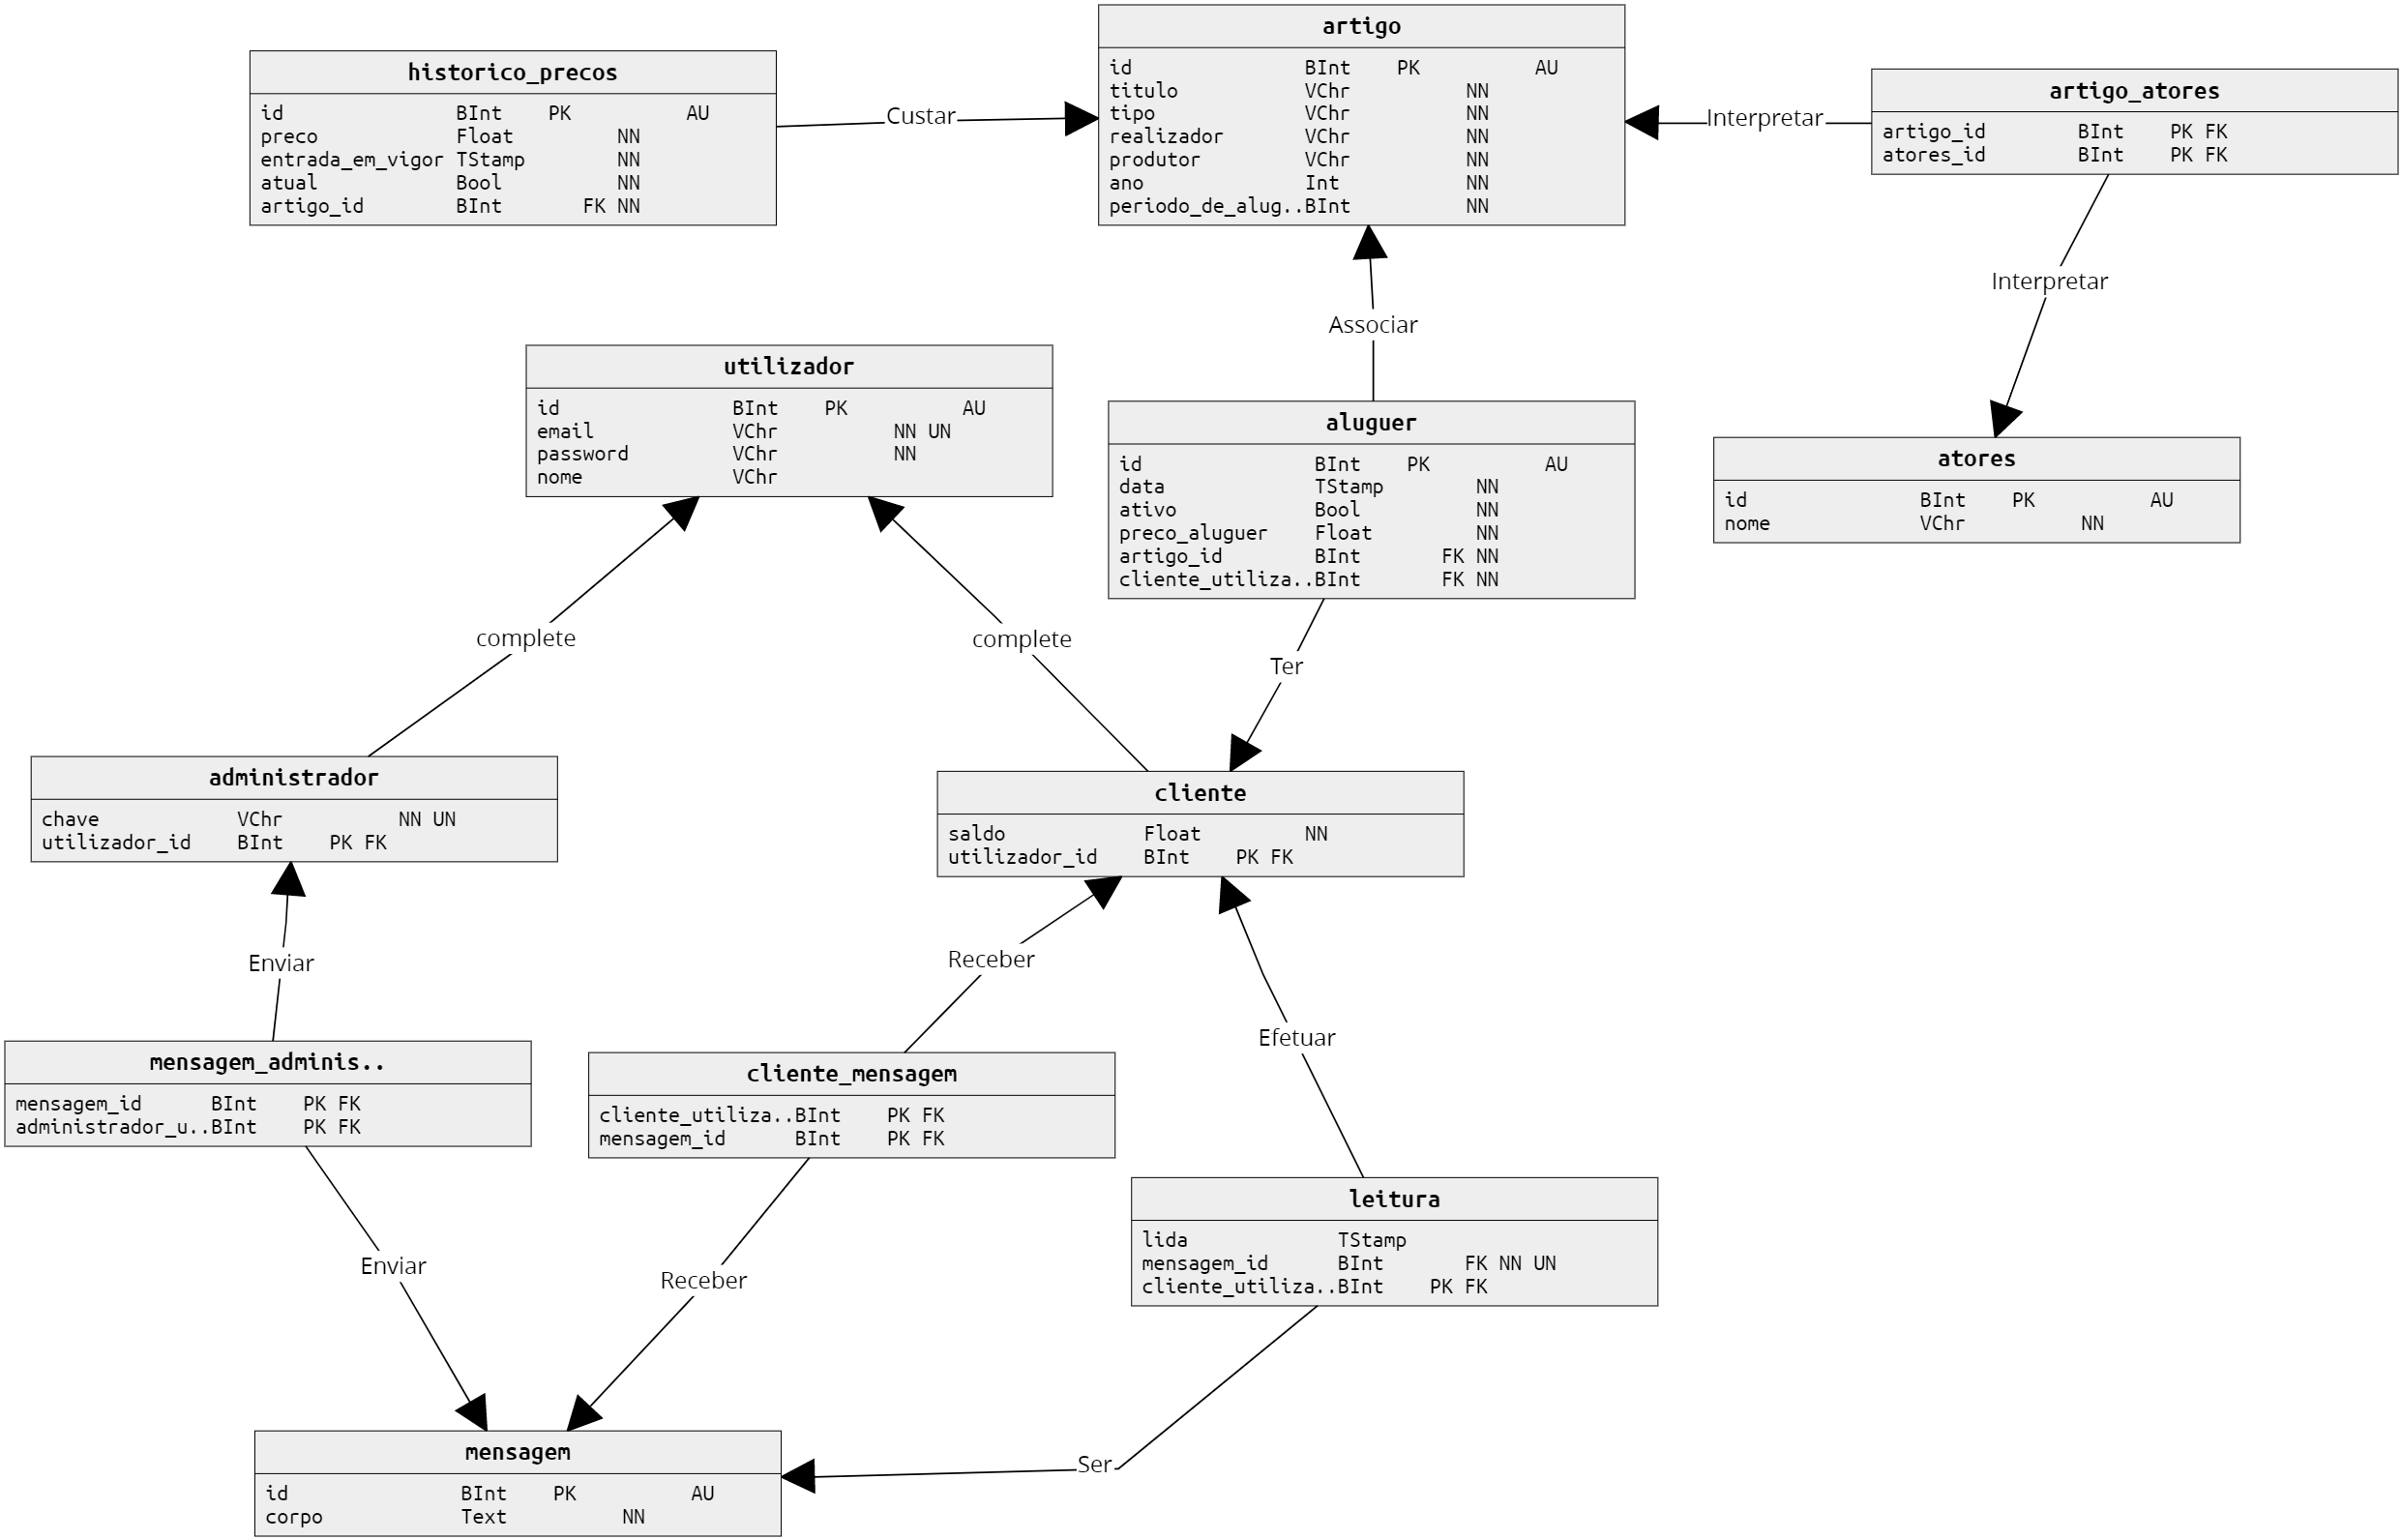 artigo
id BInt PK AU
titulo VChr NN
tipo VChr NN
realizador VChr NN
produtor VChr NN
ano Int NN
periodo_de_alug..BInt NN
historico_precos
id BInt PK AU
preco Float NN
entrada_em_vigor TStamp NN
atual Bool NN
artigo_id BInt FK NN
Custar
Interpretar
artigo_atores
artigo_id BInt PK FK
atores_id BInt PK FK
Interpretar
Associar
utilizador
id BInt PK AU
email VChr NN UN
password VChr NN
nome VChr
aluguer
id BInt PK AU
data TStamp NN
ativo Bool NN
preco_aluguer Float NN
artigo_id BInt FK NN
cliente_utiliza..BInt FK NN
atores
id BInt PK AU
nome VChr NN
complete
complete
Ter
administrador
chave VChr NN UN
utilizador_id BInt PK FK
cliente
saldo Float NN
utilizador_id BInt PK FK
Enviar
Receber
Efetuar
mensagem_adminis..
mensagem_id BInt PK FK
administrador_u..BInt PK FK
cliente_mensagem
cliente_utiliza..BInt PK FK
mensagem_id BInt PK FK
leitura
lida TStamp
mensagem_id BInt FK NN UN
cliente_utiliza..BInt PK FK
Enviar
Receber
Ser
mensagem
id BInt PK AU
corpo Text NN